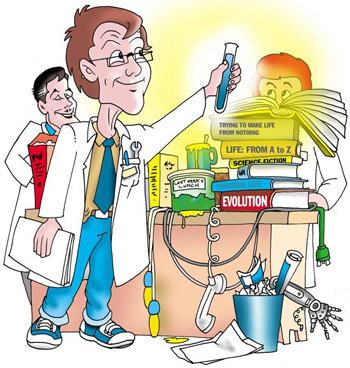 TRYING TO MAKE LIFE
FROM NOTHING
LIFE: FROM A to Z
SCIENCE FICTION
LAST WEEK'S
LUNCH
EVOLUTION